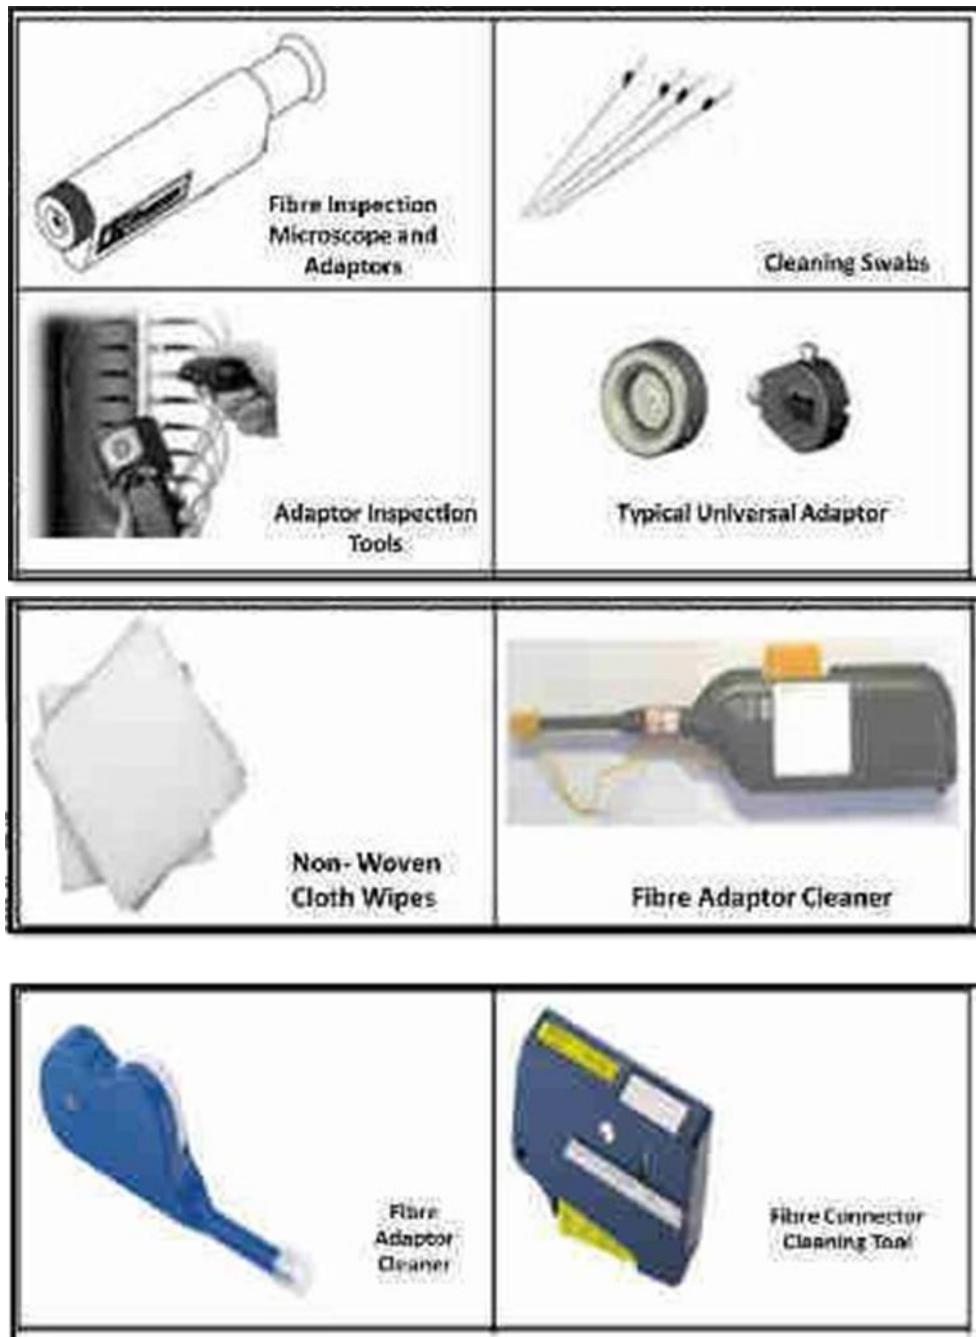 Fibre Inspection
Microscope and
Adaptors
Cleaning Swabs
Adaptor Inspection
Tools
Typical Universal Adaptor
Non- Woven
Cloth Wipes
Fibre Adaptor Cleaner
Fibre
Adaptor
Cleaner
Fibre Connector
Cleaning Tool